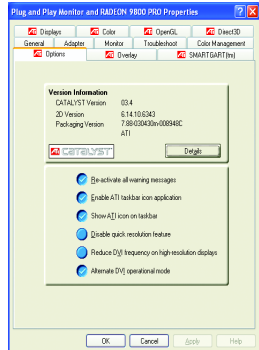 Plug and Play Monitor and RADEON 9800 PRO Properties
Displays Color OpenGL Direct3D
General Adapter Monitor Troubleshoot Color Management
Options Overlay SMARTGART(tm)
Version Information
CATALYST Version 03.4
2D Version 6.14.10.6343
Packaging Version 7.88-030430m-008948C
ATI
ATI CATALYST Details
Re-activate all warning messages
Enable ATI taskbar icon application
Show ATI icon on taskbar
Disable quick resolution feature
Reduce DVI frequency on high-resolution displays
Alternate DVI operational mode
OK Cancel Apply Help